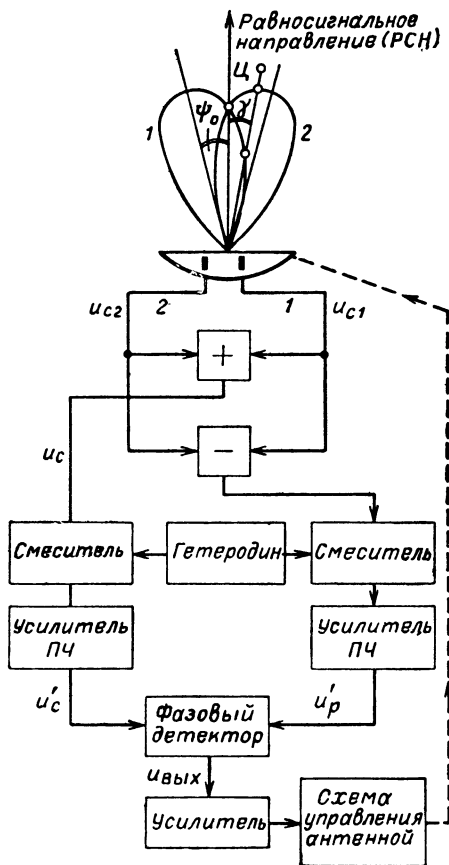 Равносигнальное
направление (РСН)
Ц
ψ₀
γ
1
2
2
1
u_c2
u_c1
+
−
u_c
Смеситель
Гетеродин
Смеситель
Усилитель
ПЧ
Усилитель
ПЧ
u'_c
u'_p
Фазовый
детектор
u_вых
Усилитель
Схема
управления
антенной